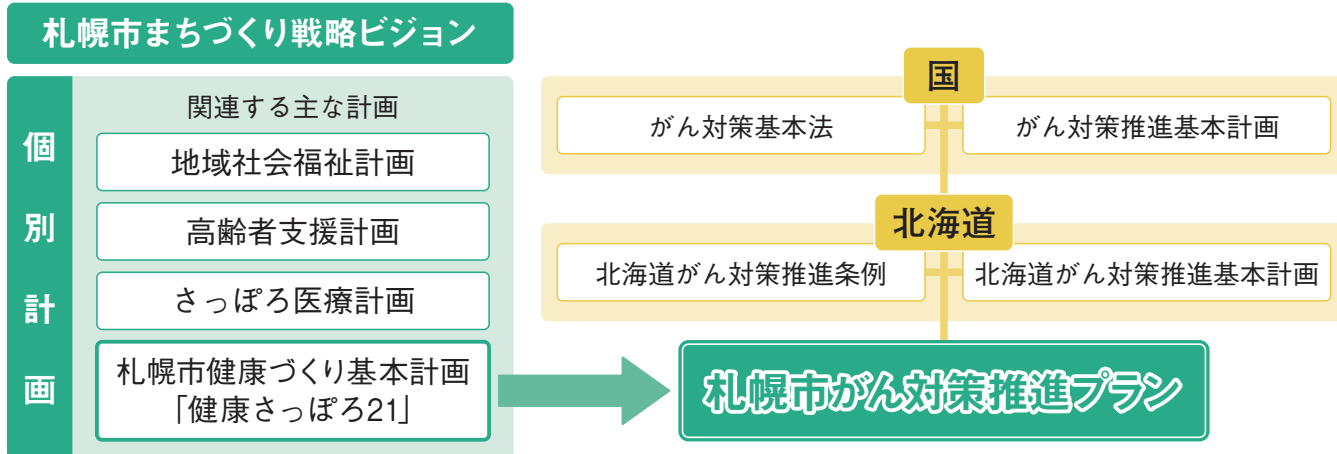 札幌市まちづくり戦略ビジョン
個別計画
関連する主な計画
地域社会福祉計画
高齢者支援計画
さっぽろ医療計画
札幌市健康づくり基本計画
「健康さっぽろ21」
国
がん対策基本法
がん対策推進基本計画
北海道
北海道がん対策推進条例
北海道がん対策推進基本計画
札幌市がん対策推進プラン